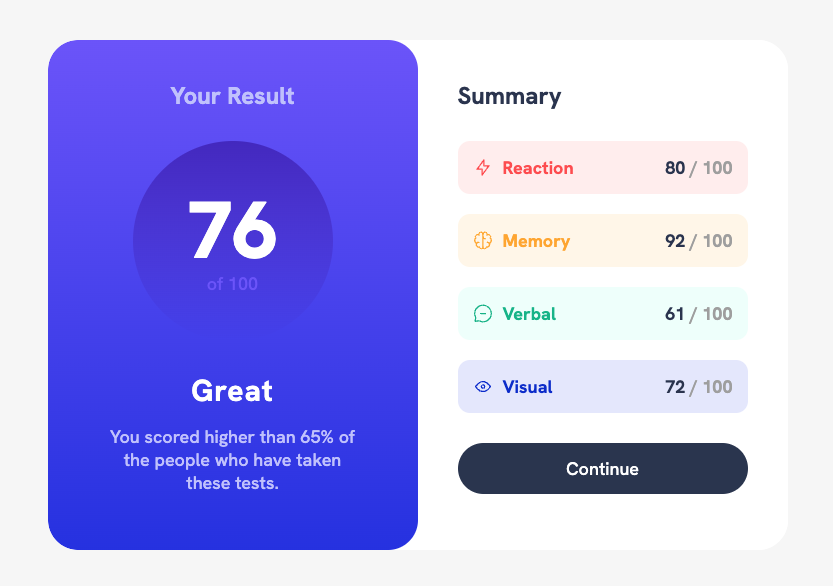 Your Result
76
of 100
Great
You scored higher than 65% of
the people who have taken
these tests.
Summary
Reaction 80 / 100
Memory 92 / 100
Verbal 61 / 100
Visual 72 / 100
Continue